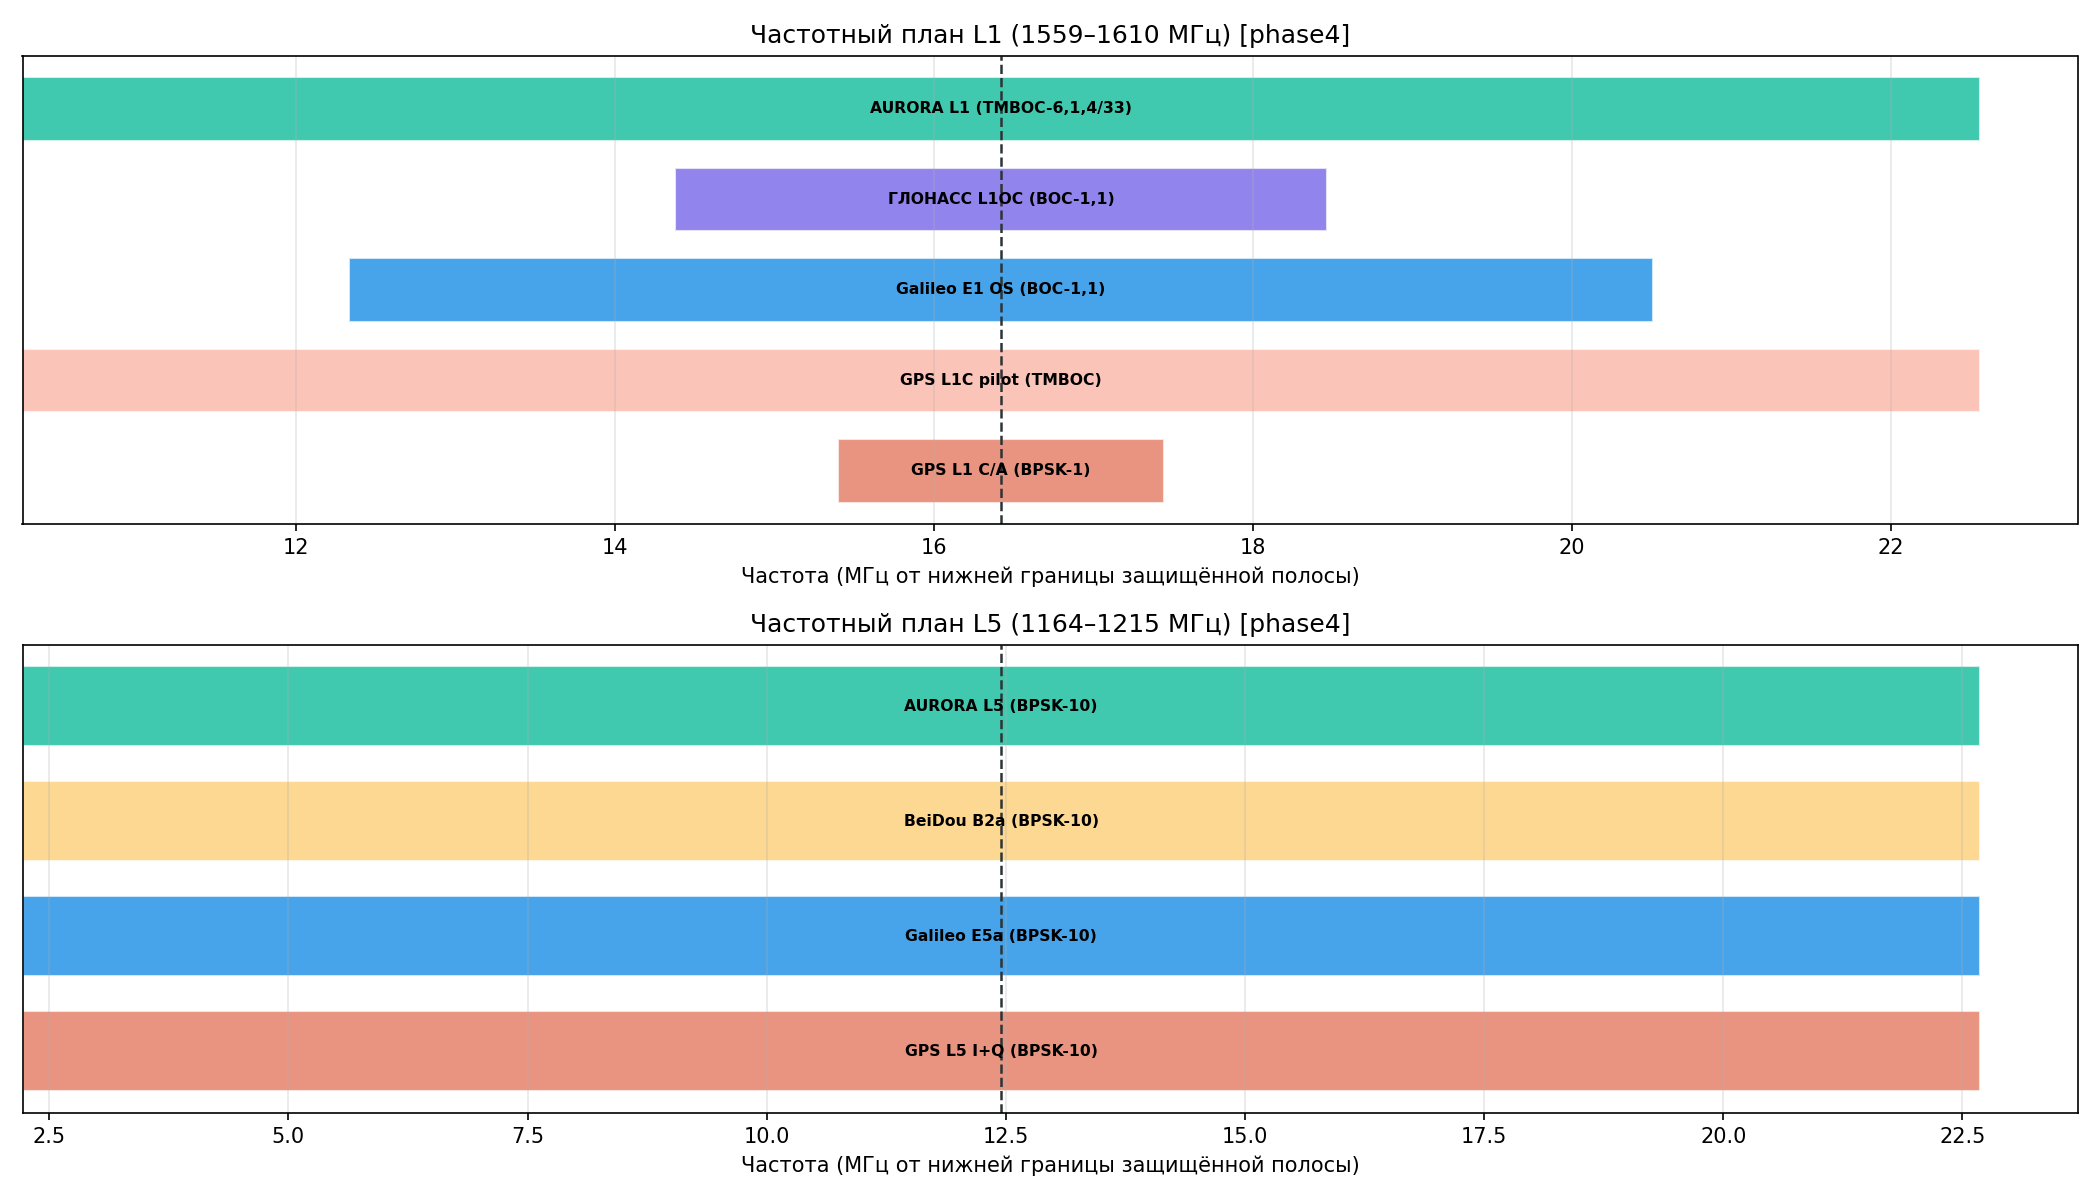 Частотный план L1 (1559–1610 МГц) [phase4]
AURORA L1 (TMBOC-6,1,4/33)
ГЛОНАСС L1OC (BOC-1,1)
Galileo E1 OS (BOC-1,1)
GPS L1C pilot (TMBOC)
GPS L1 C/A (BPSK-1)
12 14 16 18 20 22
Частота (МГц от нижней границы защищённой полосы)
Частотный план L5 (1164–1215 МГц) [phase4]
AURORA L5 (BPSK-10)
BeiDou B2a (BPSK-10)
Galileo E5a (BPSK-10)
GPS L5 I+Q (BPSK-10)
2.5 5.0 7.5 10.0 12.5 15.0 17.5 20.0 22.5
Частота (МГц от нижней границы защищённой полосы)